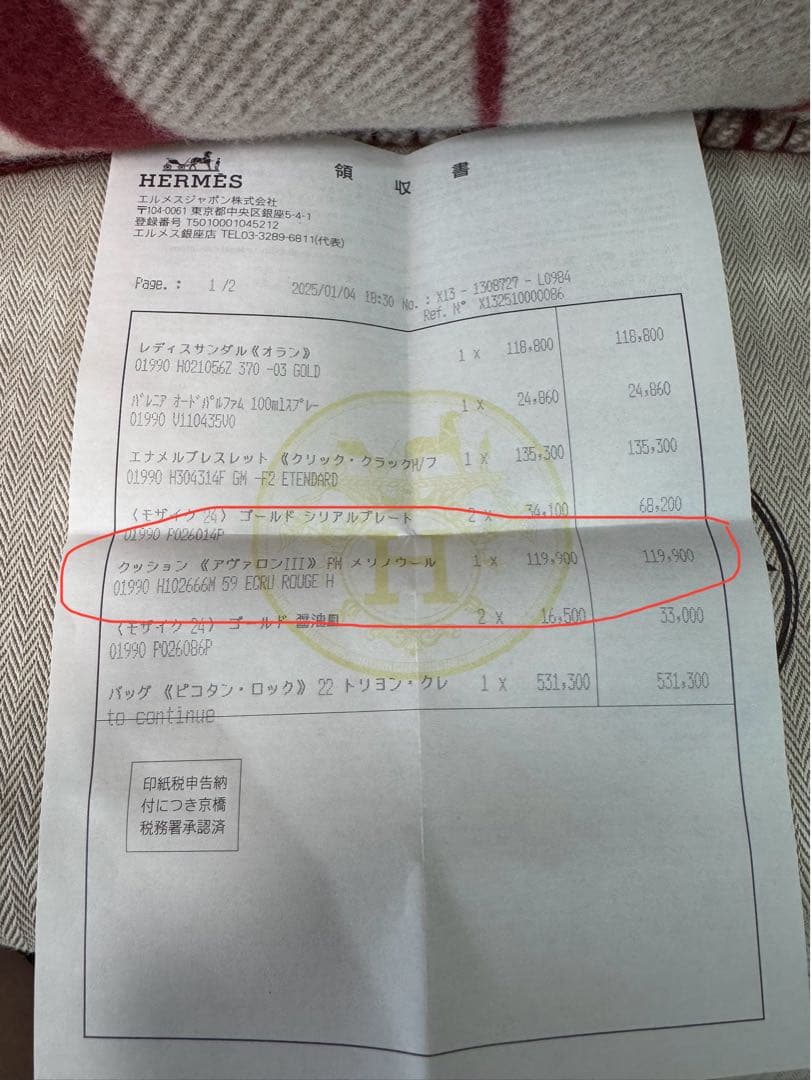 HERMES
領収書
エルメスジャポン株式会社
〒104-0061 東京都中央区銀座5-4-1
登録番号 T5010001045212
エルメス銀座店 TEL03-3289-6811(代表)
Page. : 1 /2 2025/01/04 18:30 No. : X13 - 1308727 - L0984
Ref. N° X132510000086
レディスサンダル《オラン》 1 X 118,800 118,800
01990 H021056Z 370 -03 GOLD
バレニア オードパルファム 100mlスプレー 1 X 24,860 24,860
01990 V110435V0
エナメルブレスレット 《クリック・クラックH/フ 1 X 135,300 135,300
01990 H304314F GM -F2 ETENDARD
〈モザイク 24〉 ゴールド シリアルプレート 2 X 34,100 68,200
01990 P026014P
クッション 《アヴァロンIII》 PM メリノウール 1 X 119,900 119,900
01990 H102666M 59 ECRU ROUGE H
〈モザイク 24〉 ゴールド 醤油皿 2 X 16,500 33,000
01990 P026086P
バッグ 《ピコタン・ロック》 22 トリヨン・クレ 1 X 531,300 531,300
to continue
H
印紙税申告納
付につき京橋
税務署承認済